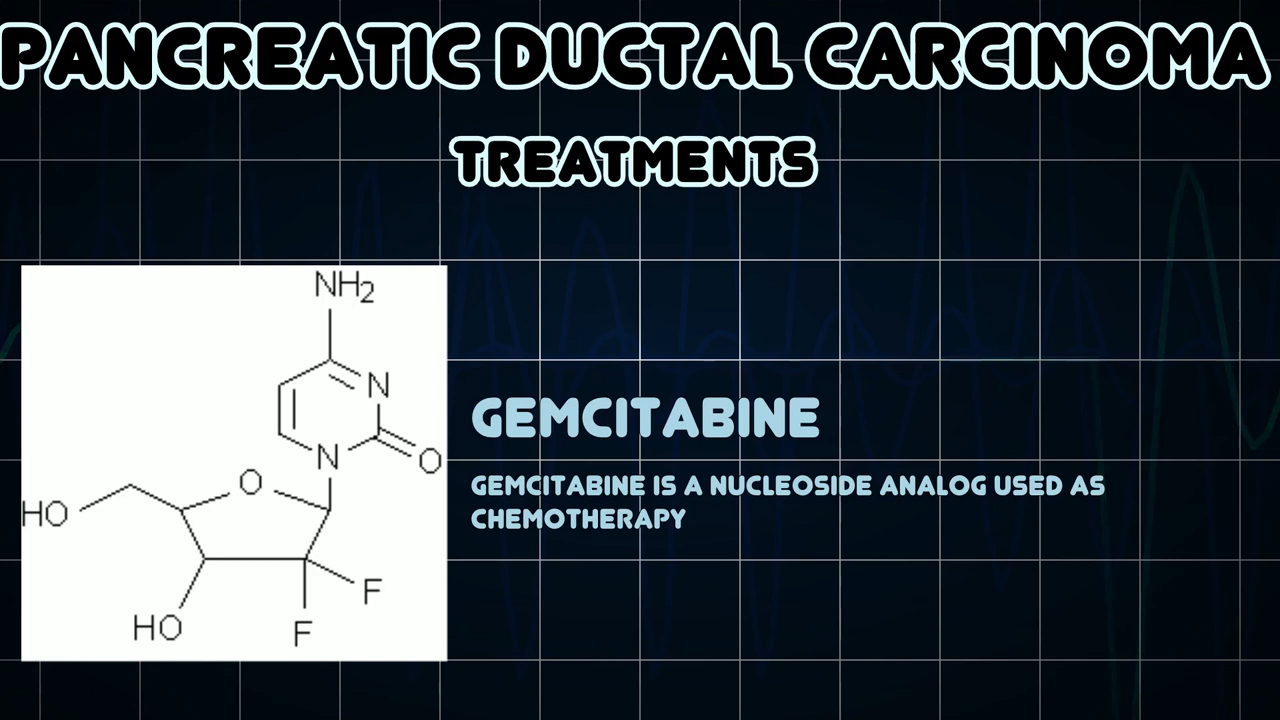 PANCREATIC DUCTAL CARCINOMA
TREATMENTS
NH2
N
O
N
O
HO
F
HO
F
GEMCITABINE
GEMCITABINE IS A NUCLEOSIDE ANALOG USED AS
CHEMOTHERAPY